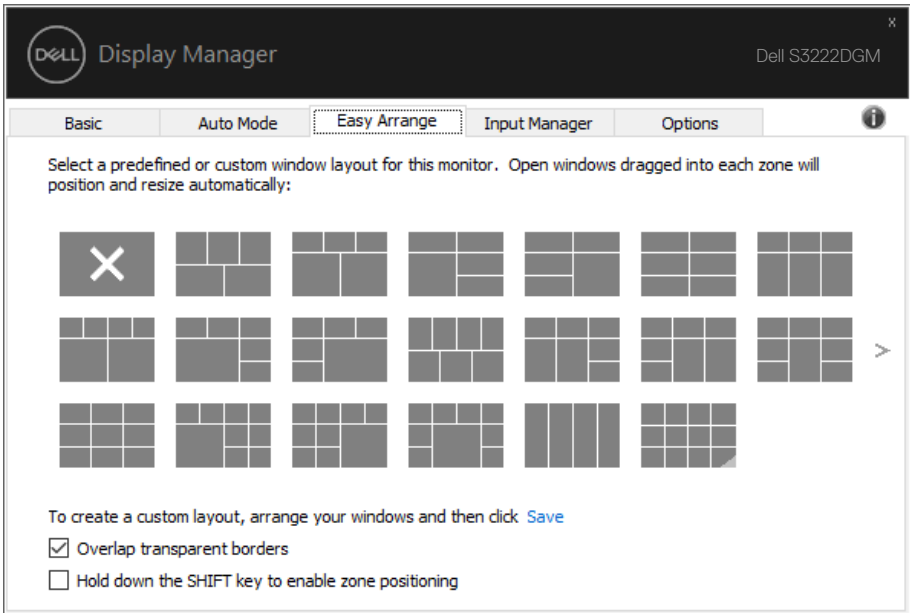 x
DELL Display Manager
Dell S3222DGM
Basic Auto Mode Easy Arrange Input Manager Options
Select a predefined or custom window layout for this monitor. Open windows dragged into each zone will
position and resize automatically:
>
To create a custom layout, arrange your windows and then click Save
Overlap transparent borders
Hold down the SHIFT key to enable zone positioning